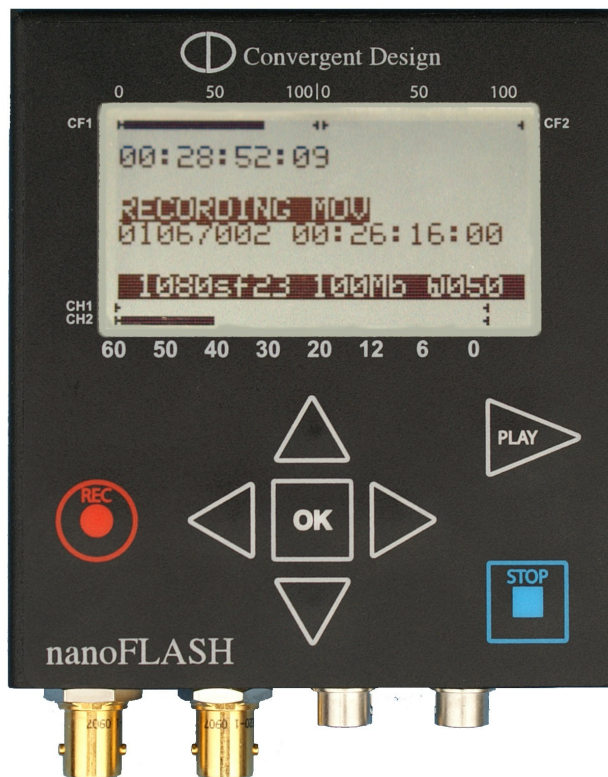 Convergent Design
0 50 100|0 50 100
CF1 CF2
00:28:52:09
RECORDING MOV
01067002 00:26:16:00
1080sf23 100Mb
CH1
CH2
60 50 40 30 20 12 6 0
PLAY
REC
OK
STOP
nanoFLASH